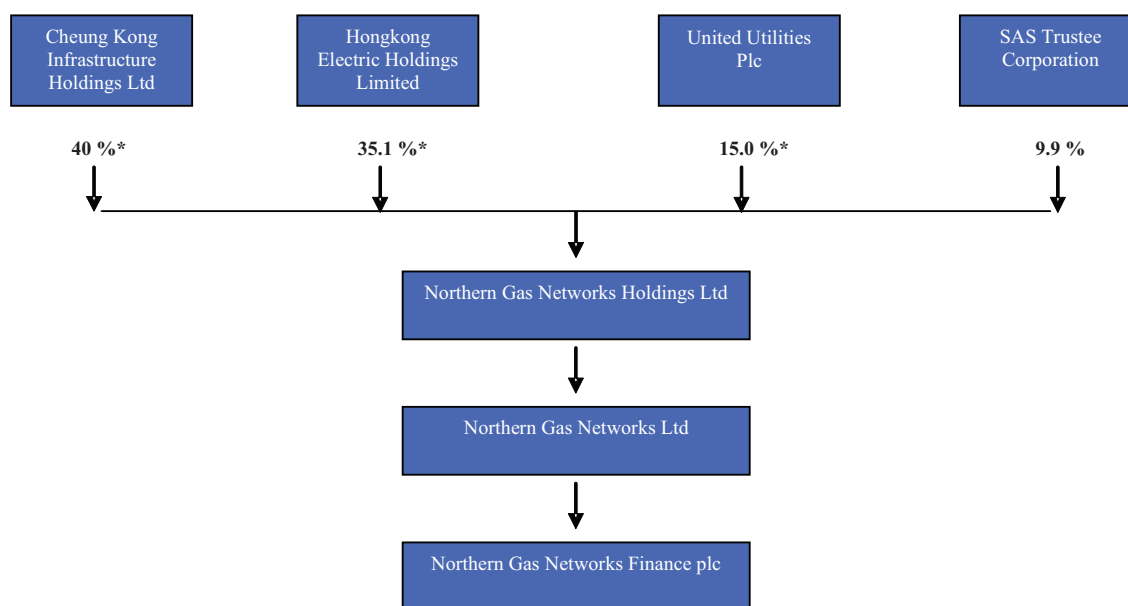 Cheung Kong
Infrastructure
Holdings Ltd
Hongkong
Electric Holdings
Limited
United Utilities
Plc
SAS Trustee
Corporation
40 %*
35.1 %*
15.0 %*
9.9 %
Northern Gas Networks Holdings Ltd
Northern Gas Networks Ltd
Northern Gas Networks Finance plc